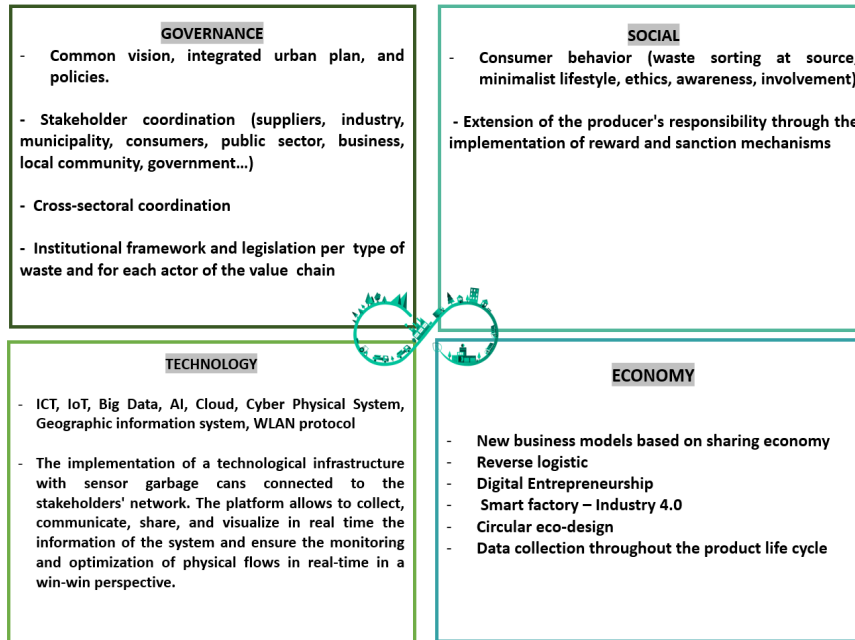 GOVERNANCE
- Common vision, integrated urban plan, and
policies.
- Stakeholder coordination (suppliers, industry,
municipality, consumers, public sector, business,
local community, government...)
- Cross-sectoral coordination
- Institutional framework and legislation per type of
waste and for each actor of the value chain
SOCIAL
- Consumer behavior (waste sorting at source,
minimalist lifestyle, ethics, awareness, involvement)
- Extension of the producer's responsibility through the
implementation of reward and sanction mechanisms
TECHNOLOGY
- ICT, IoT, Big Data, AI, Cloud, Cyber Physical System,
Geographic information system, WLAN protocol
- The implementation of a technological infrastructure
with sensor garbage cans connected to the
stakeholders' network. The platform allows to collect,
communicate, share, and visualize in real time the
information of the system and ensure the monitoring
and optimization of physical flows in real-time in a
win-win perspective.
ECONOMY
- New business models based on sharing economy
- Reverse logistic
- Digital Entrepreneurship
- Smart factory – Industry 4.0
- Circular eco-design
- Data collection throughout the product life cycle